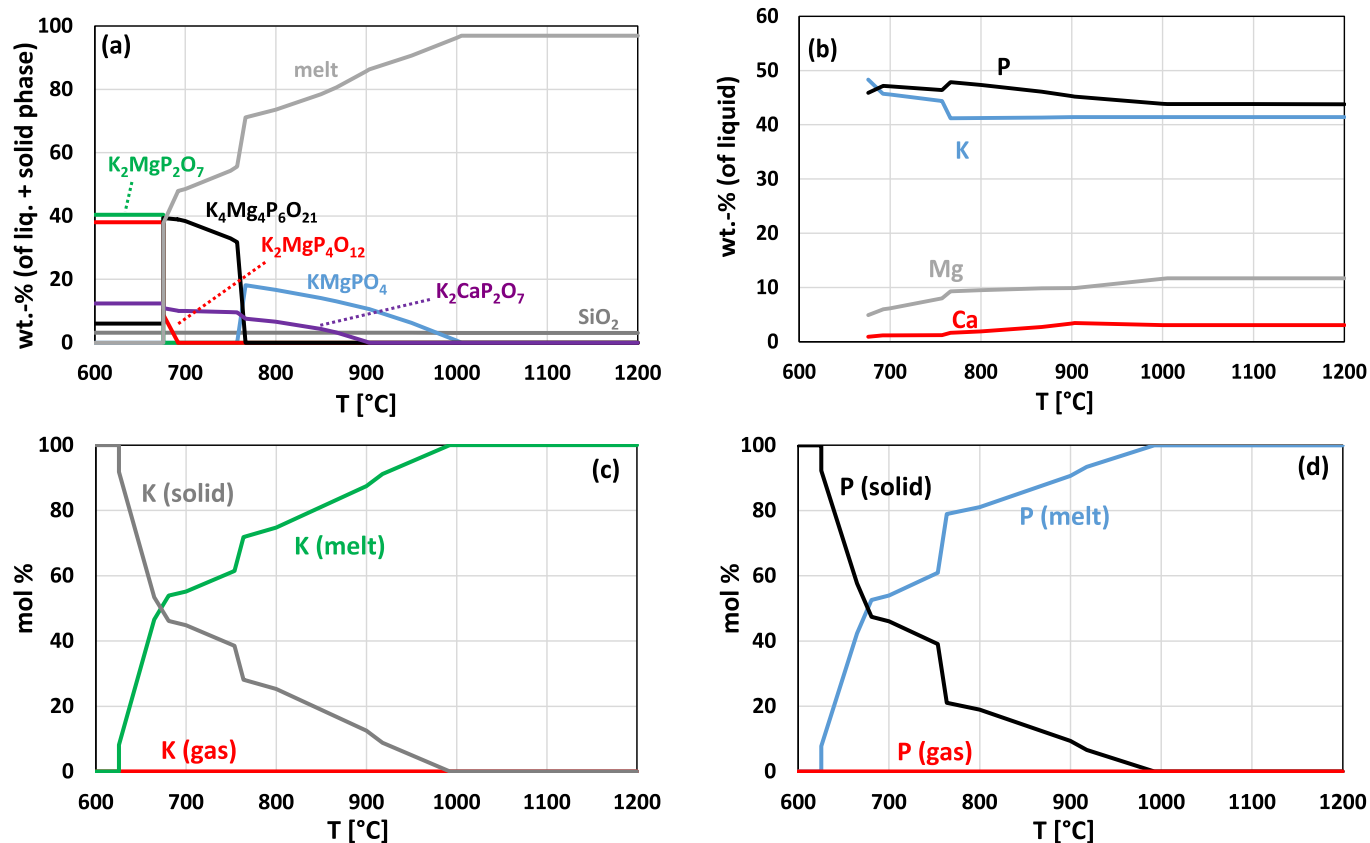 (a)
wt.-% (of liq. + solid phase)
100
80
60
40
20
0
melt
K₂MgP₂O₇
K₄Mg₄P₆O₂₁
K₂MgP₄O₁₂
KMgPO₄
K₂CaP₂O₇
SiO₂
600 700 800 900 1000 1100 1200
T [°C]
(b)
wt.-% (of liquid)
60
50
40
30
20
10
0
P
K
Mg
Ca
600 700 800 900 1000 1100 1200
T [°C]
(c)
mol %
100
80
60
40
20
0
K (solid)
K (melt)
K (gas)
600 700 800 900 1000 1100 1200
T [°C]
(d)
mol %
100
80
60
40
20
0
P (solid)
P (melt)
P (gas)
600 700 800 900 1000 1100 1200
T [°C]